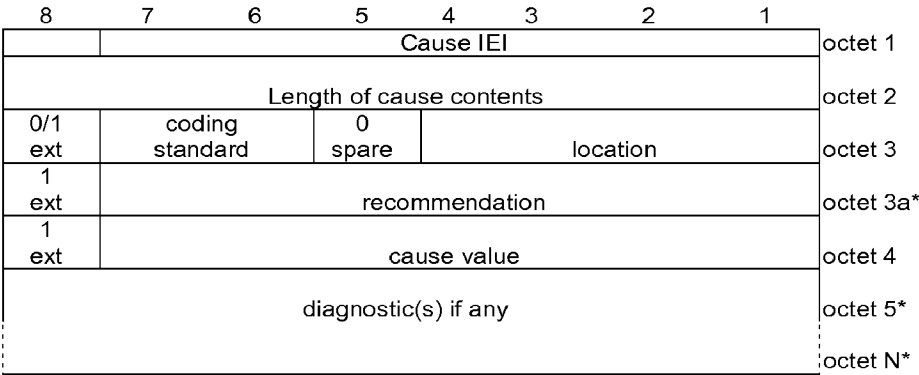 8 7 6 5 4 3 2 1
Cause IEI octet 1
Length of cause contents octet 2
0/1 coding 0
ext standard spare location octet 3
1
ext recommendation octet 3a*
1
ext cause value octet 4
diagnostic(s) if any octet 5*
octet N*